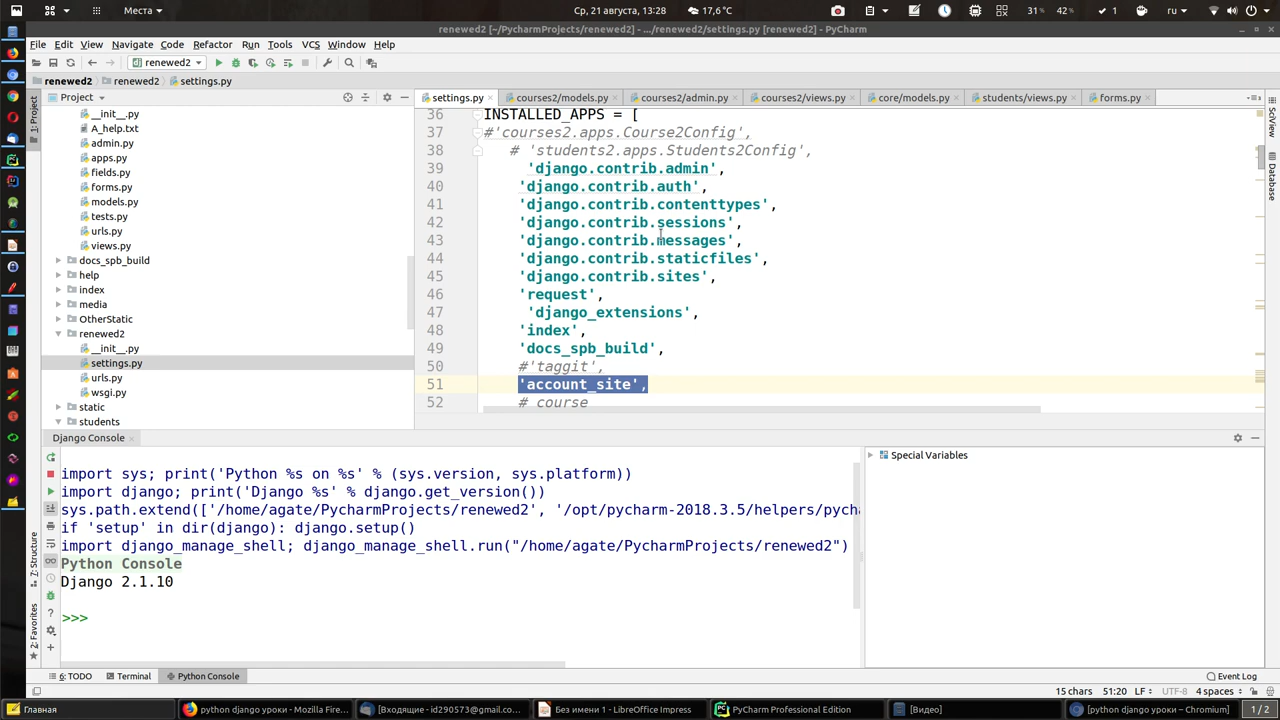 Места
Ср, 21 августа, 13:28
17,6°C
31%
42%
1
ru
renewed2 [~/PycharmProjects/renewed2] - .../renewed2/settings.py [renewed2] - PyCharm
File Edit View Navigate Code Refactor Run Tools VCS Window Help
renewed2
renewed2 renewed2 settings.py
Project
settings.py courses2/models.py courses2/admin.py courses2/views.py core/models.py students/views.py forms.py
1: Project
__init__.py
A_help.txt
admin.py
apps.py
fields.py
forms.py
models.py
tests.py
urls.py
views.py
docs_spb_build
help
index
media
OtherStatic
renewed2
__init__.py
settings.py
urls.py
wsgi.py
static
students
36 INSTALLED_APPS = [
37 #'courses2.apps.Course2Config',
38 # 'students2.apps.Students2Config',
39 'django.contrib.admin',
40 'django.contrib.auth',
41 'django.contrib.contenttypes',
42 'django.contrib.sessions',
43 'django.contrib.messages',
44 'django.contrib.staticfiles',
45 'django.contrib.sites',
46 'request',
47 'django_extensions',
48 'index',
49 'docs_spb_build',
50 #'taggit',
51 'account_site',
52 # course
SciView
Database
Django Console
import sys; print('Python %s on %s' % (sys.version, sys.platform))
import django; print('Django %s' % django.get_version())
sys.path.extend(['/home/agate/PycharmProjects/renewed2', '/opt/pycharm-2018.3.5/helpers/pycha
if 'setup' in dir(django): django.setup()
import django_manage_shell; django_manage_shell.run("/home/agate/PycharmProjects/renewed2")
Python Console
Django 2.1.10
>>>
Special Variables
7: Structure
2: Favorites
6: TODO Terminal Python Console
Event Log
15 chars 51:20 LF UTF-8 4 spaces
Главная
python django уроки - Mozilla Fire...
[Входящие - id290573@gmail.co...
Без имени 1 - LibreOffice Impress
PyCharm Professional Edition
[Видео]
[python django уроки – Chromium]
1 / 2